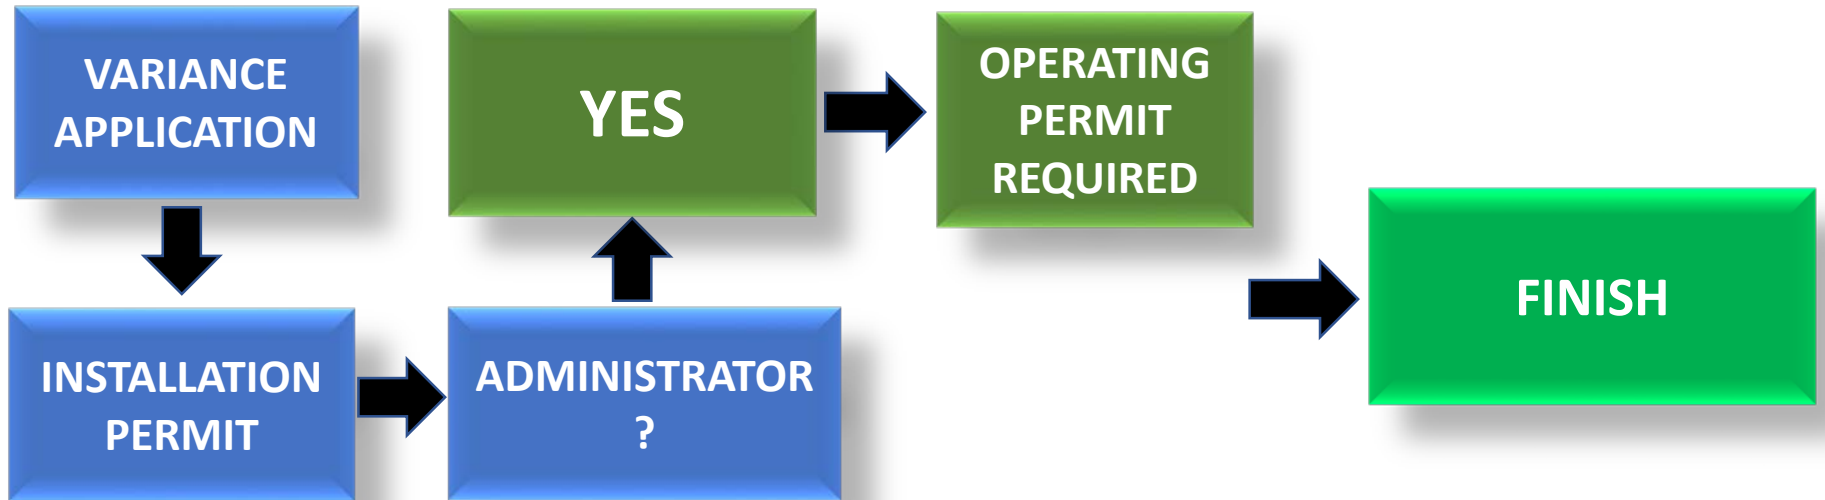 VARIANCE
APPLICATION
INSTALLATION
PERMIT
ADMINISTRATOR
?
YES
OPERATING
PERMIT
REQUIRED
FINISH